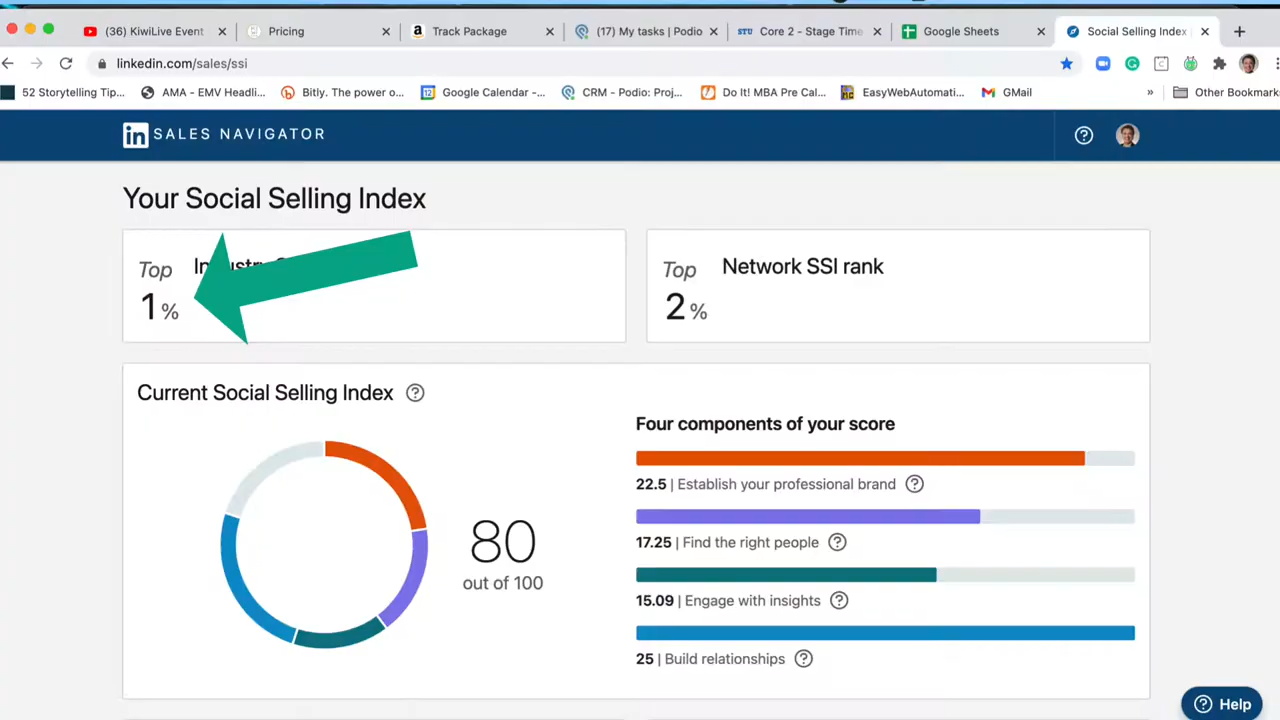 (36) KiwiLive Event
Pricing
Track Package
(17) My tasks | Podio
STU Core 2 - Stage Time
Google Sheets
Social Selling Index
linkedin.com/sales/ssi
52 Storytelling Tip...
AMA - EMV Headli...
Bitly. The power o...
12 Google Calendar -...
CRM - Podio: Proj...
Do It! MBA Pre Cal...
EasyWebAutomati...
GMail
» Other Bookmark
in SALES NAVIGATOR
Your Social Selling Index
Top
1 %
Top Network SSI rank
2 %
Current Social Selling Index ?
80
out of 100
Four components of your score
22.5 | Establish your professional brand ?
17.25 | Find the right people ?
15.09 | Engage with insights ?
25 | Build relationships ?
? Help